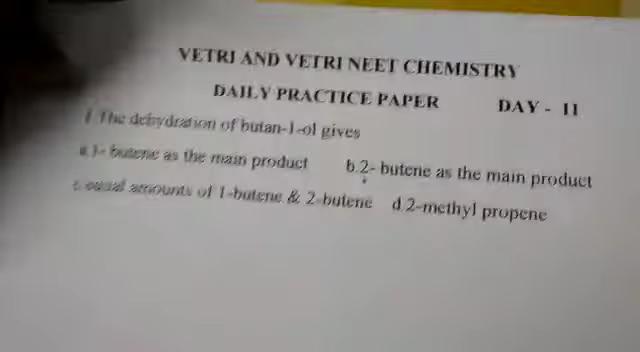 VETRI AND VETRI NEET CHEMISTRY
DAILY PRACTICE PAPER DAY - 11
1. The dehydration of butan-1-ol gives
a.1- butene as the main product b.2- butene as the main product
c. equal amounts of 1-butene & 2-butene d.2-methyl propene